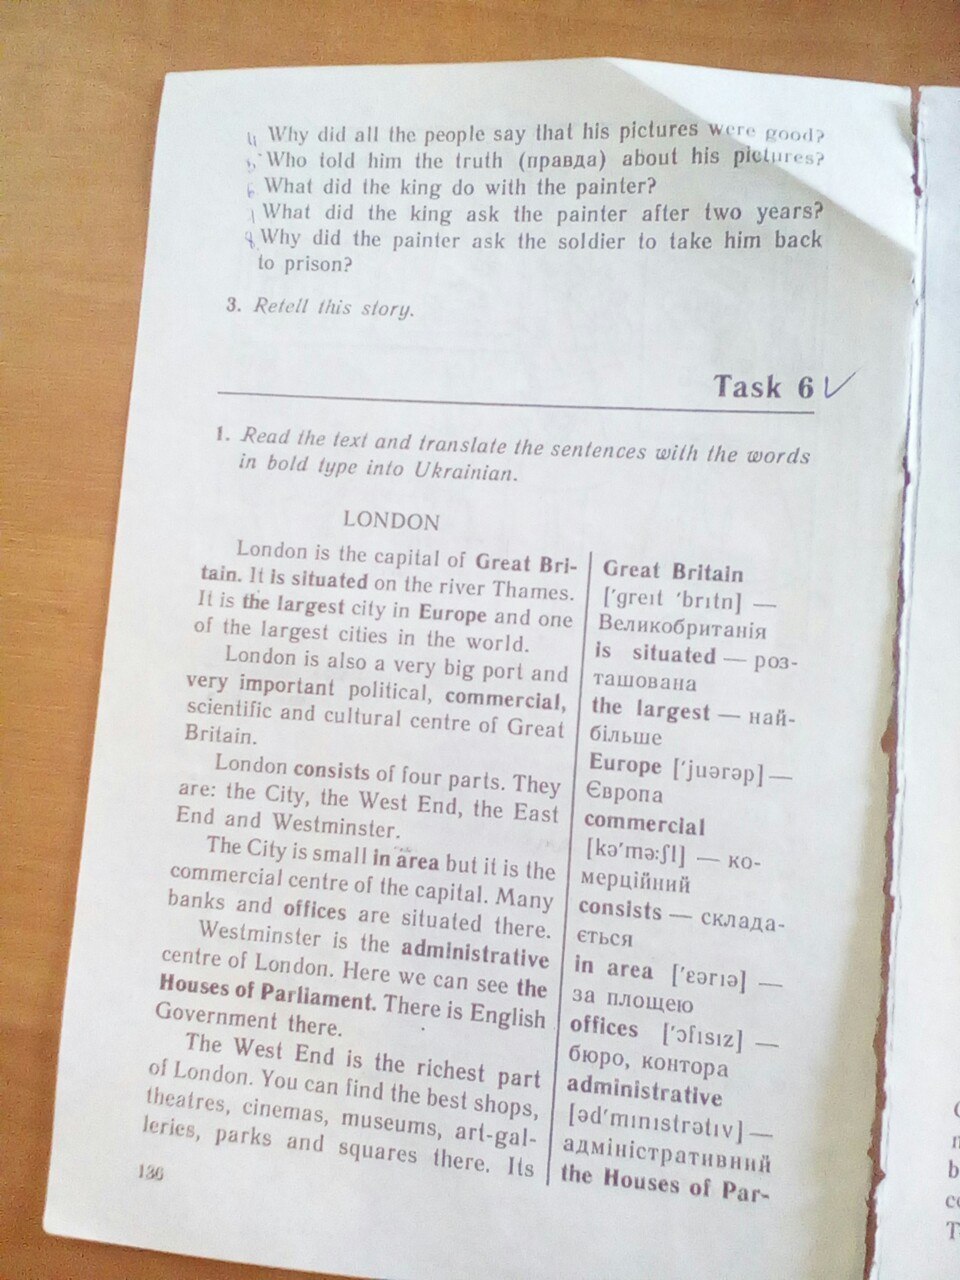 4 Why did all the people say that his pictures were good?
5 Who told him the truth (правда) about his pictures?
6 What did the king do with the painter?
What did the king ask the painter after two years?
Why did the painter ask the soldier to take him back
to prison?
3. Retell this story.
Task 6 ✓
1. Read the text and translate the sentences with the words
in bold type into Ukrainian.
LONDON
London is the capital of Great Bri-
tain. It is situated on the river Thames.
It is the largest city in Europe and one
of the largest cities in the world.
London is also a very big port and
very important political, commercial,
scientific and cultural centre of Great
Britain.
London consists of four parts. They
are: the City, the West End, the East
End and Westminster.
The City is small in area but it is the
commercial centre of the capital. Many
banks and offices are situated there.
Westminster is the administrative
centre of London. Here we can see the
Houses of Parliament. There is English
Government there.
The West End is the richest part
of London. You can find the best shops,
theatres, cinemas, museums, art-gal-
leries, parks and squares there. Its
136
Great Britain
['greɪt 'brɪtn] —
Великобританія
is situated — роз-
ташована
the largest — най-
більше
Europe ['juərəp] —
Європа
commercial
[kə'mə:ʃl] — ко-
мерційний
consists — склада-
ється
in area ['ɛərɪə] —
за площею
offices ['ɔfɪsɪz] —
бюро, контора
administrative
[əd'mɪnɪstrətɪv] —
адміністративний
the Houses of Par-